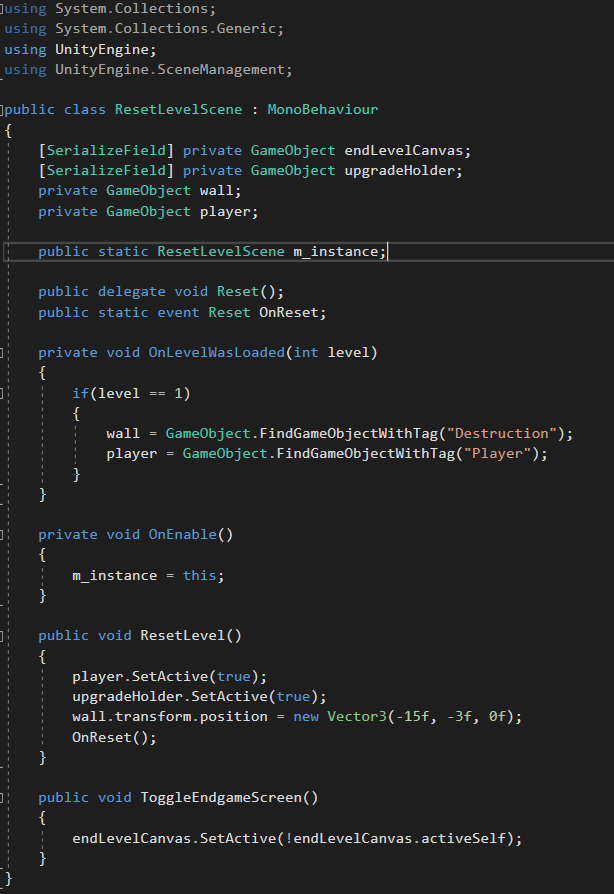 using System.Collections;
using System.Collections.Generic;
using UnityEngine;
using UnityEngine.SceneManagement;
public class ResetLevelScene : MonoBehaviour
{
[SerializeField] private GameObject endLevelCanvas;
[SerializeField] private GameObject upgradeHolder;
private GameObject wall;
private GameObject player;
public static ResetLevelScene m_instance;
public delegate void Reset();
public static event Reset OnReset;
private void OnLevelWasLoaded(int level)
{
if(level == 1)
{
wall = GameObject.FindGameObjectWithTag("Destruction");
player = GameObject.FindGameObjectWithTag("Player");
}
}
private void OnEnable()
{
m_instance = this;
}
public void ResetLevel()
{
player.SetActive(true);
upgradeHolder.SetActive(true);
wall.transform.position = new Vector3(-15f, -3f, 0f);
OnReset();
}
public void ToggleEndgameScreen()
{
endLevelCanvas.SetActive(!endLevelCanvas.activeSelf);
}
}